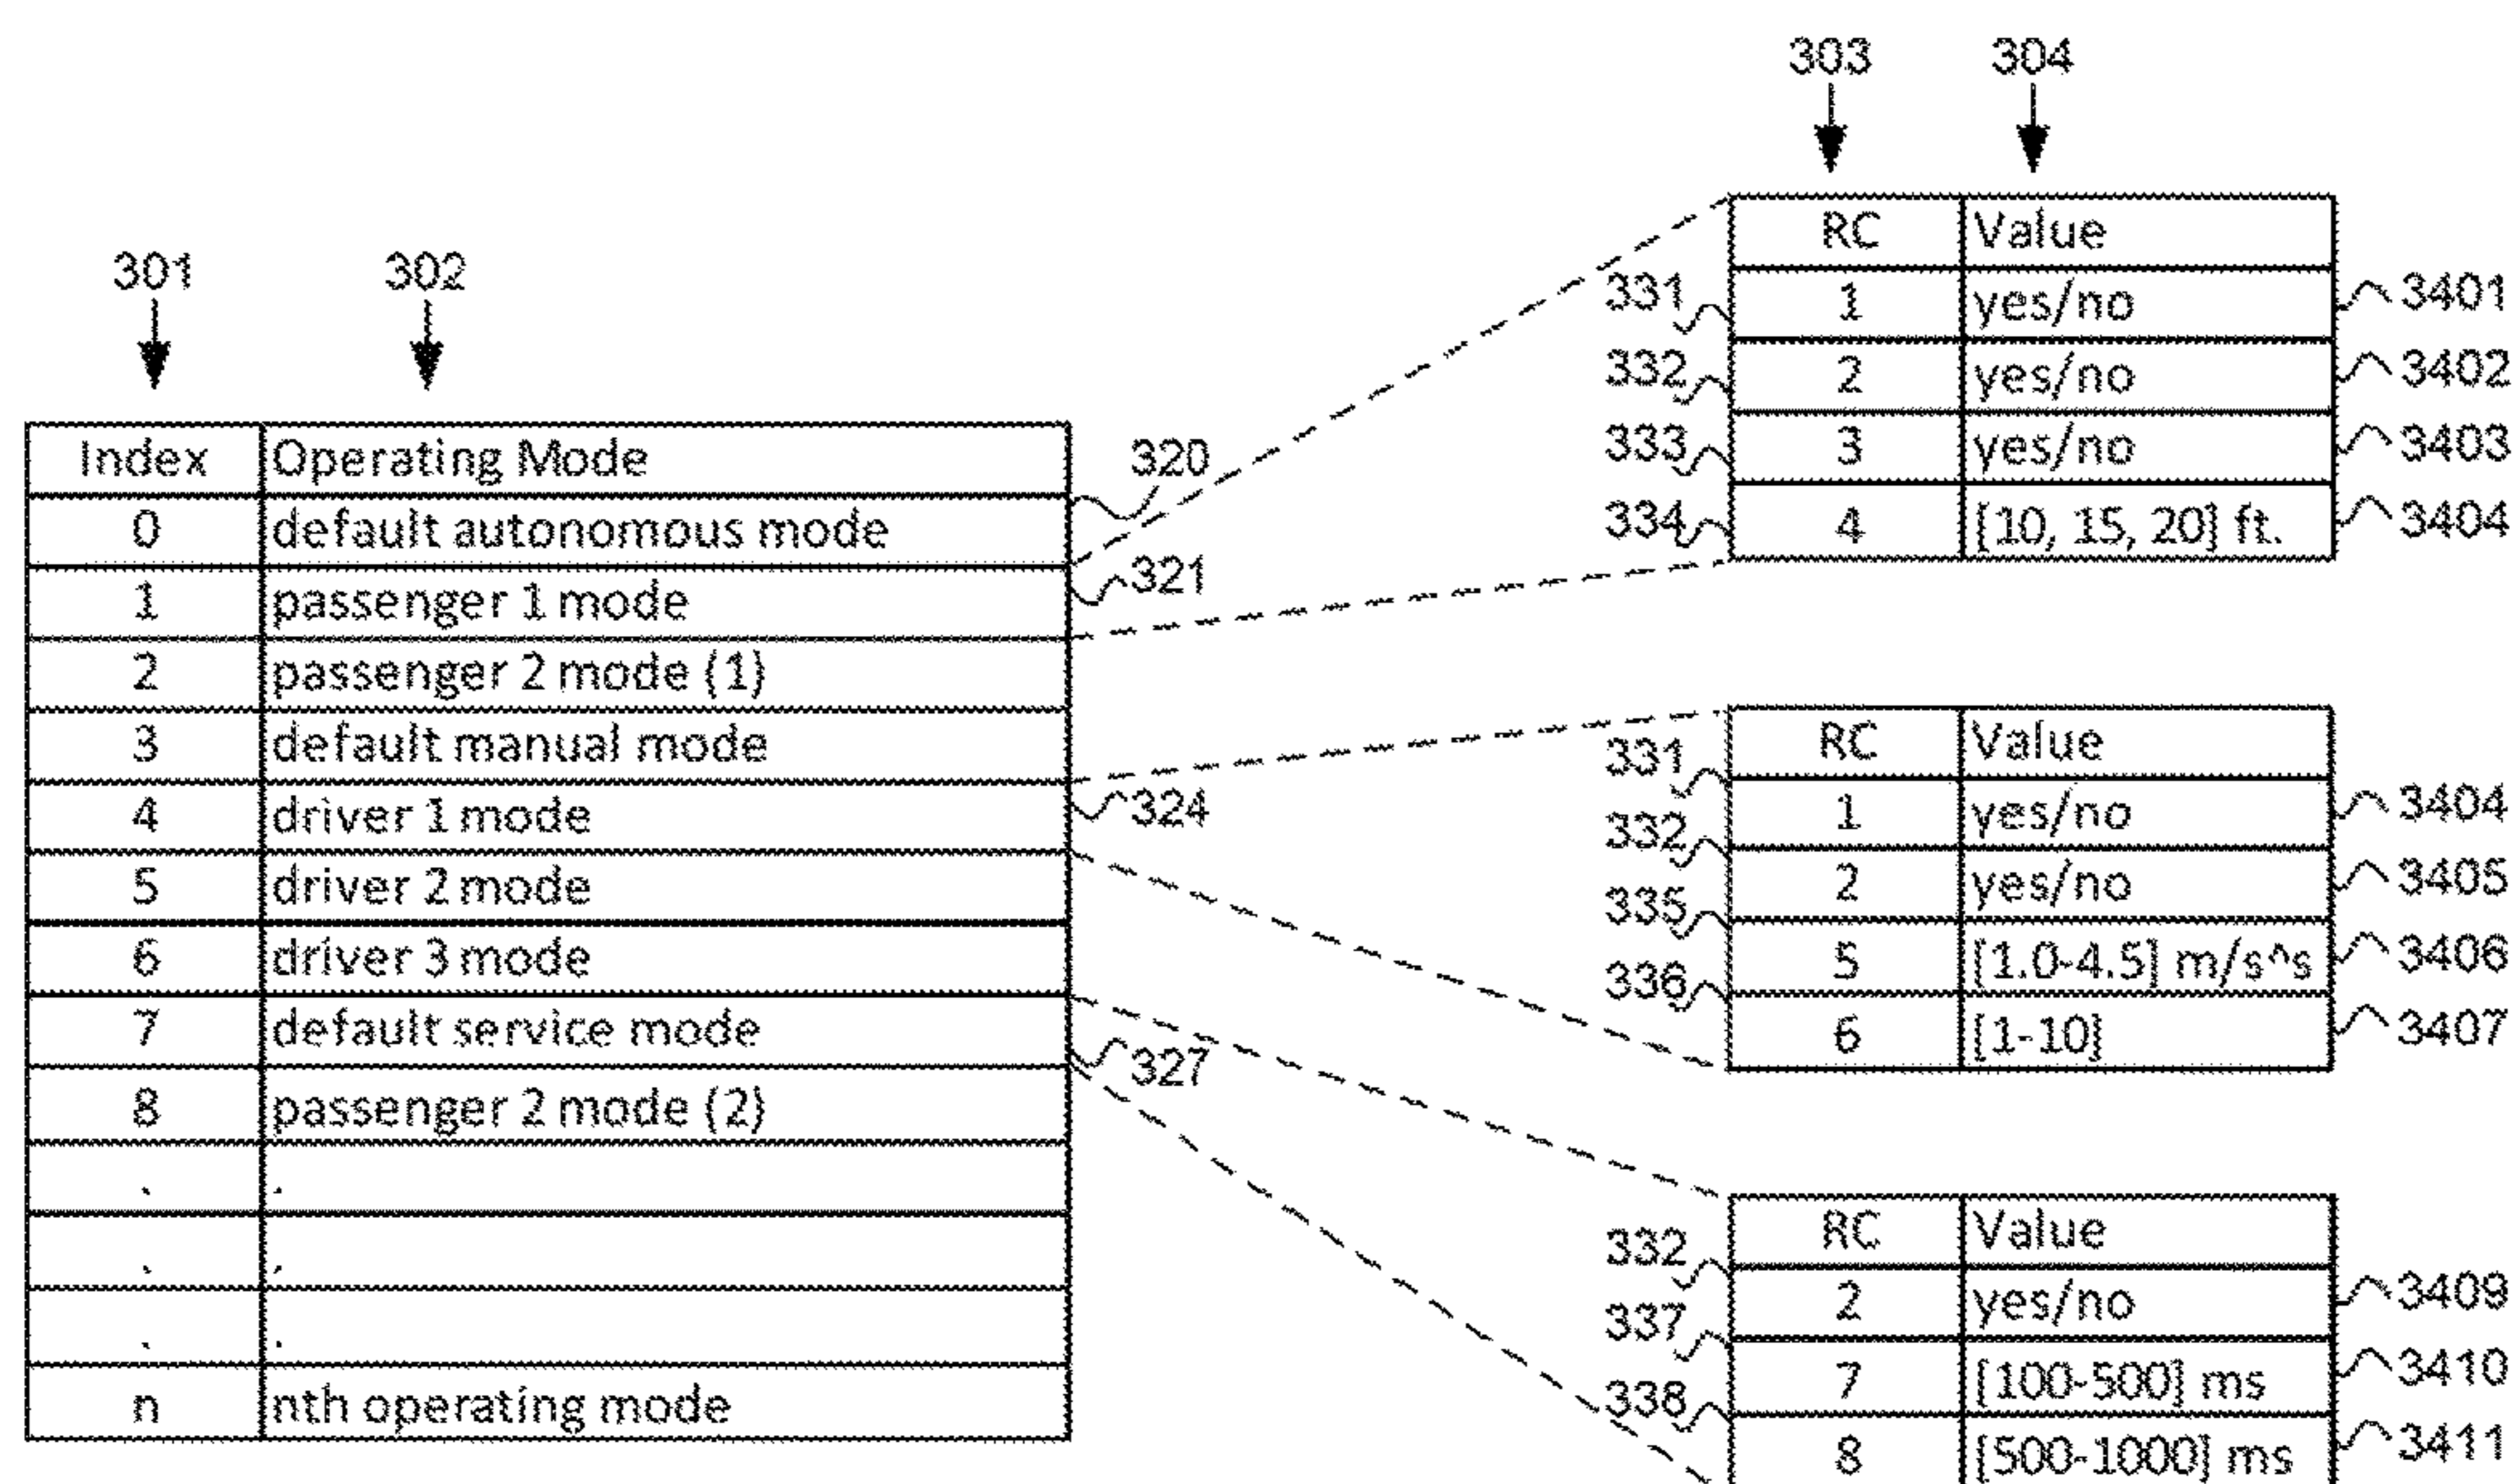 303 304
301 302
Index Operating Mode
0 default autonomous mode
1 passenger 1 mode
2 passenger 2 mode (1)
3 default manual mode
4 driver 1 mode
5 driver 2 mode
6 driver 3 mode
7 default service mode
8 passenger 2 mode (2)
. .
. .
. .
n nth operating mode
320
321
324
327
RC Value
331 1 yes/no 3401
332 2 yes/no 3402
333 3 yes/no 3403
334 4 [10, 15, 20] ft. 3404
RC Value
331 1 yes/no 3404
332 2 yes/no 3405
335 5 [1.0-4.5] m/s^s 3406
336 6 [1-10] 3407
RC Value
332 2 yes/no 3409
337 7 [100-500] ms 3410
338 8 [500-1000] ms 3411